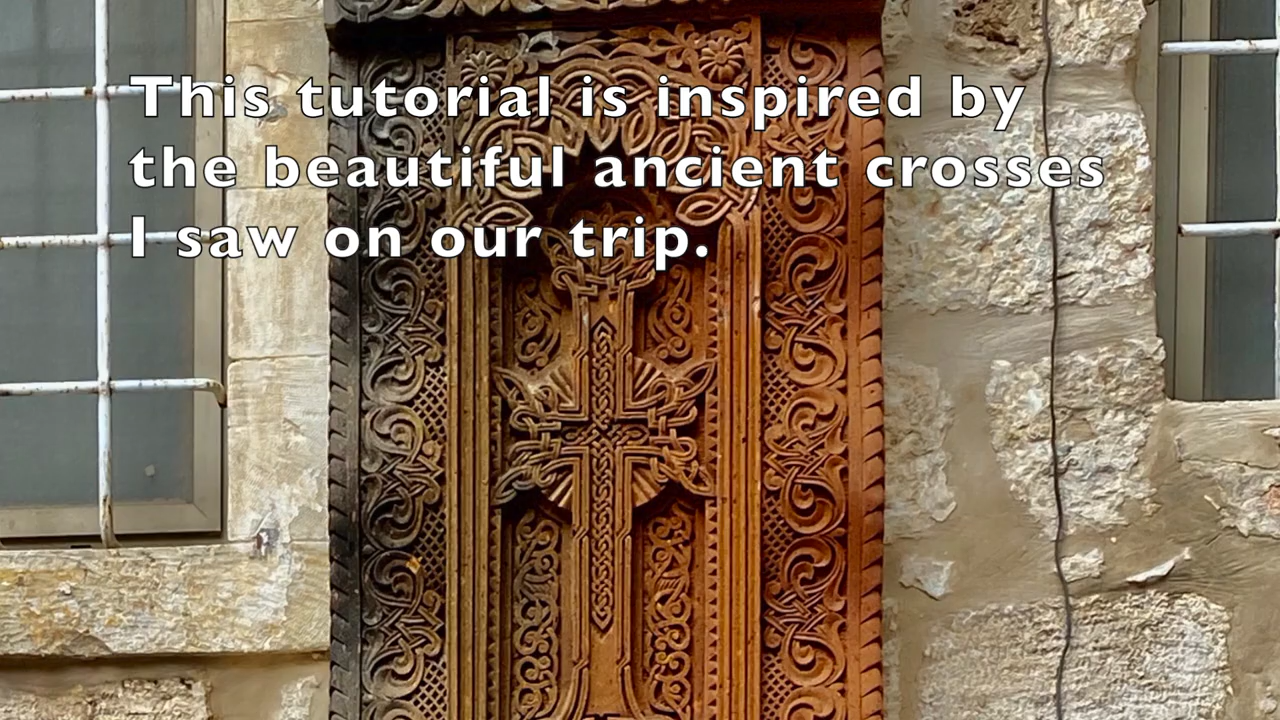 This tutorial is inspired by
the beautiful ancient crosses
I saw on our trip.